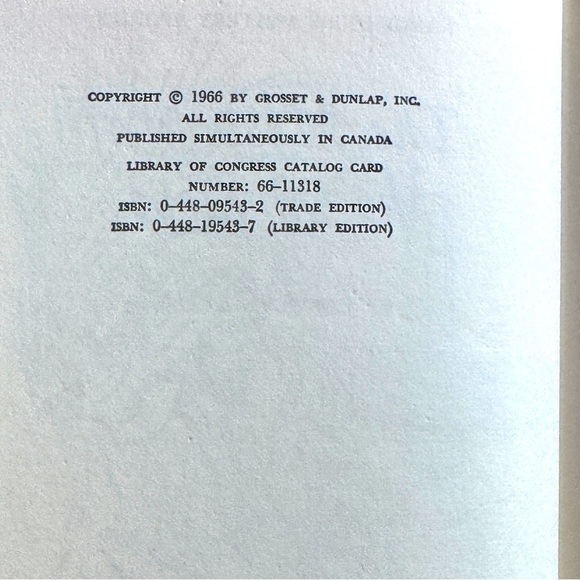 COPYRIGHT © 1966 BY GROSSET & DUNLAP, INC.
ALL RIGHTS RESERVED
PUBLISHED SIMULTANEOUSLY IN CANADA
LIBRARY OF CONGRESS CATALOG CARD
NUMBER: 66-11318
ISBN: 0-448-09543-2 (TRADE EDITION)
ISBN: 0-448-19543-7 (LIBRARY EDITION)